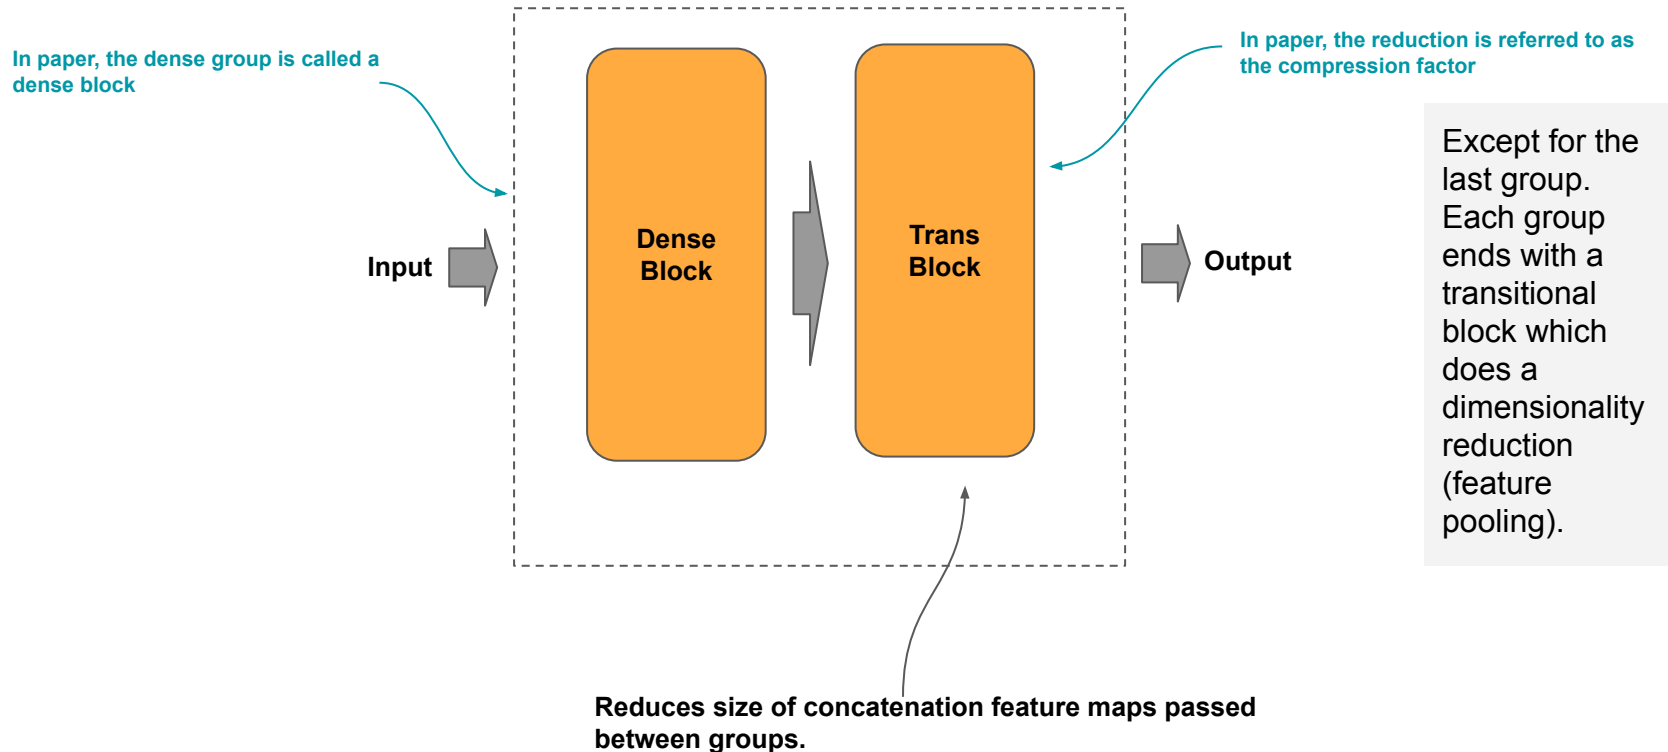 In paper, the dense group is called a
dense block
In paper, the reduction is referred to as
the compression factor
Except for the
last group.
Each group
ends with a
transitional
block which
does a
dimensionality
reduction
(feature
pooling).
Input
Dense
Block
Trans
Block
Output
Reduces size of concatenation feature maps passed
between groups.